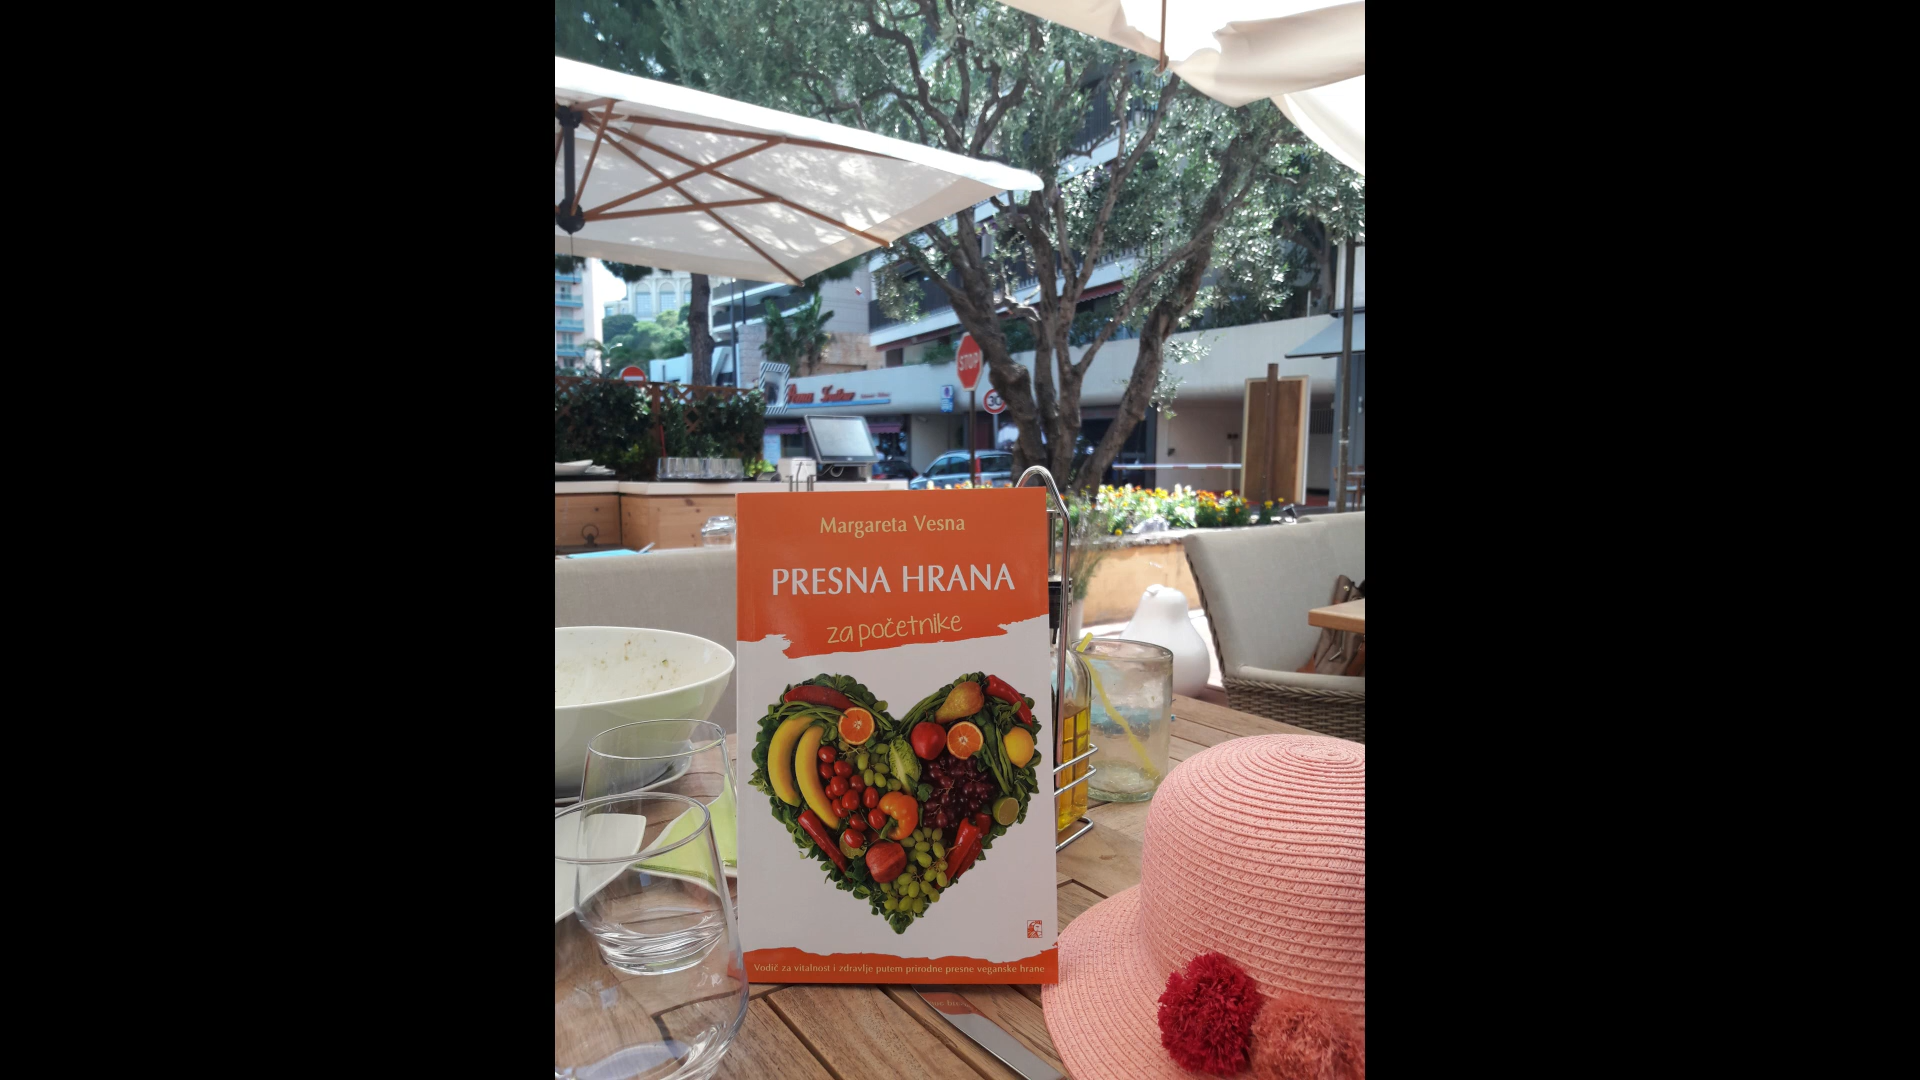 STOP
30
Margareta Vesna
PRESNA HRANA
za početnike
Vodič za vitalnost i zdravlje putem prirodne presne veganske hrane